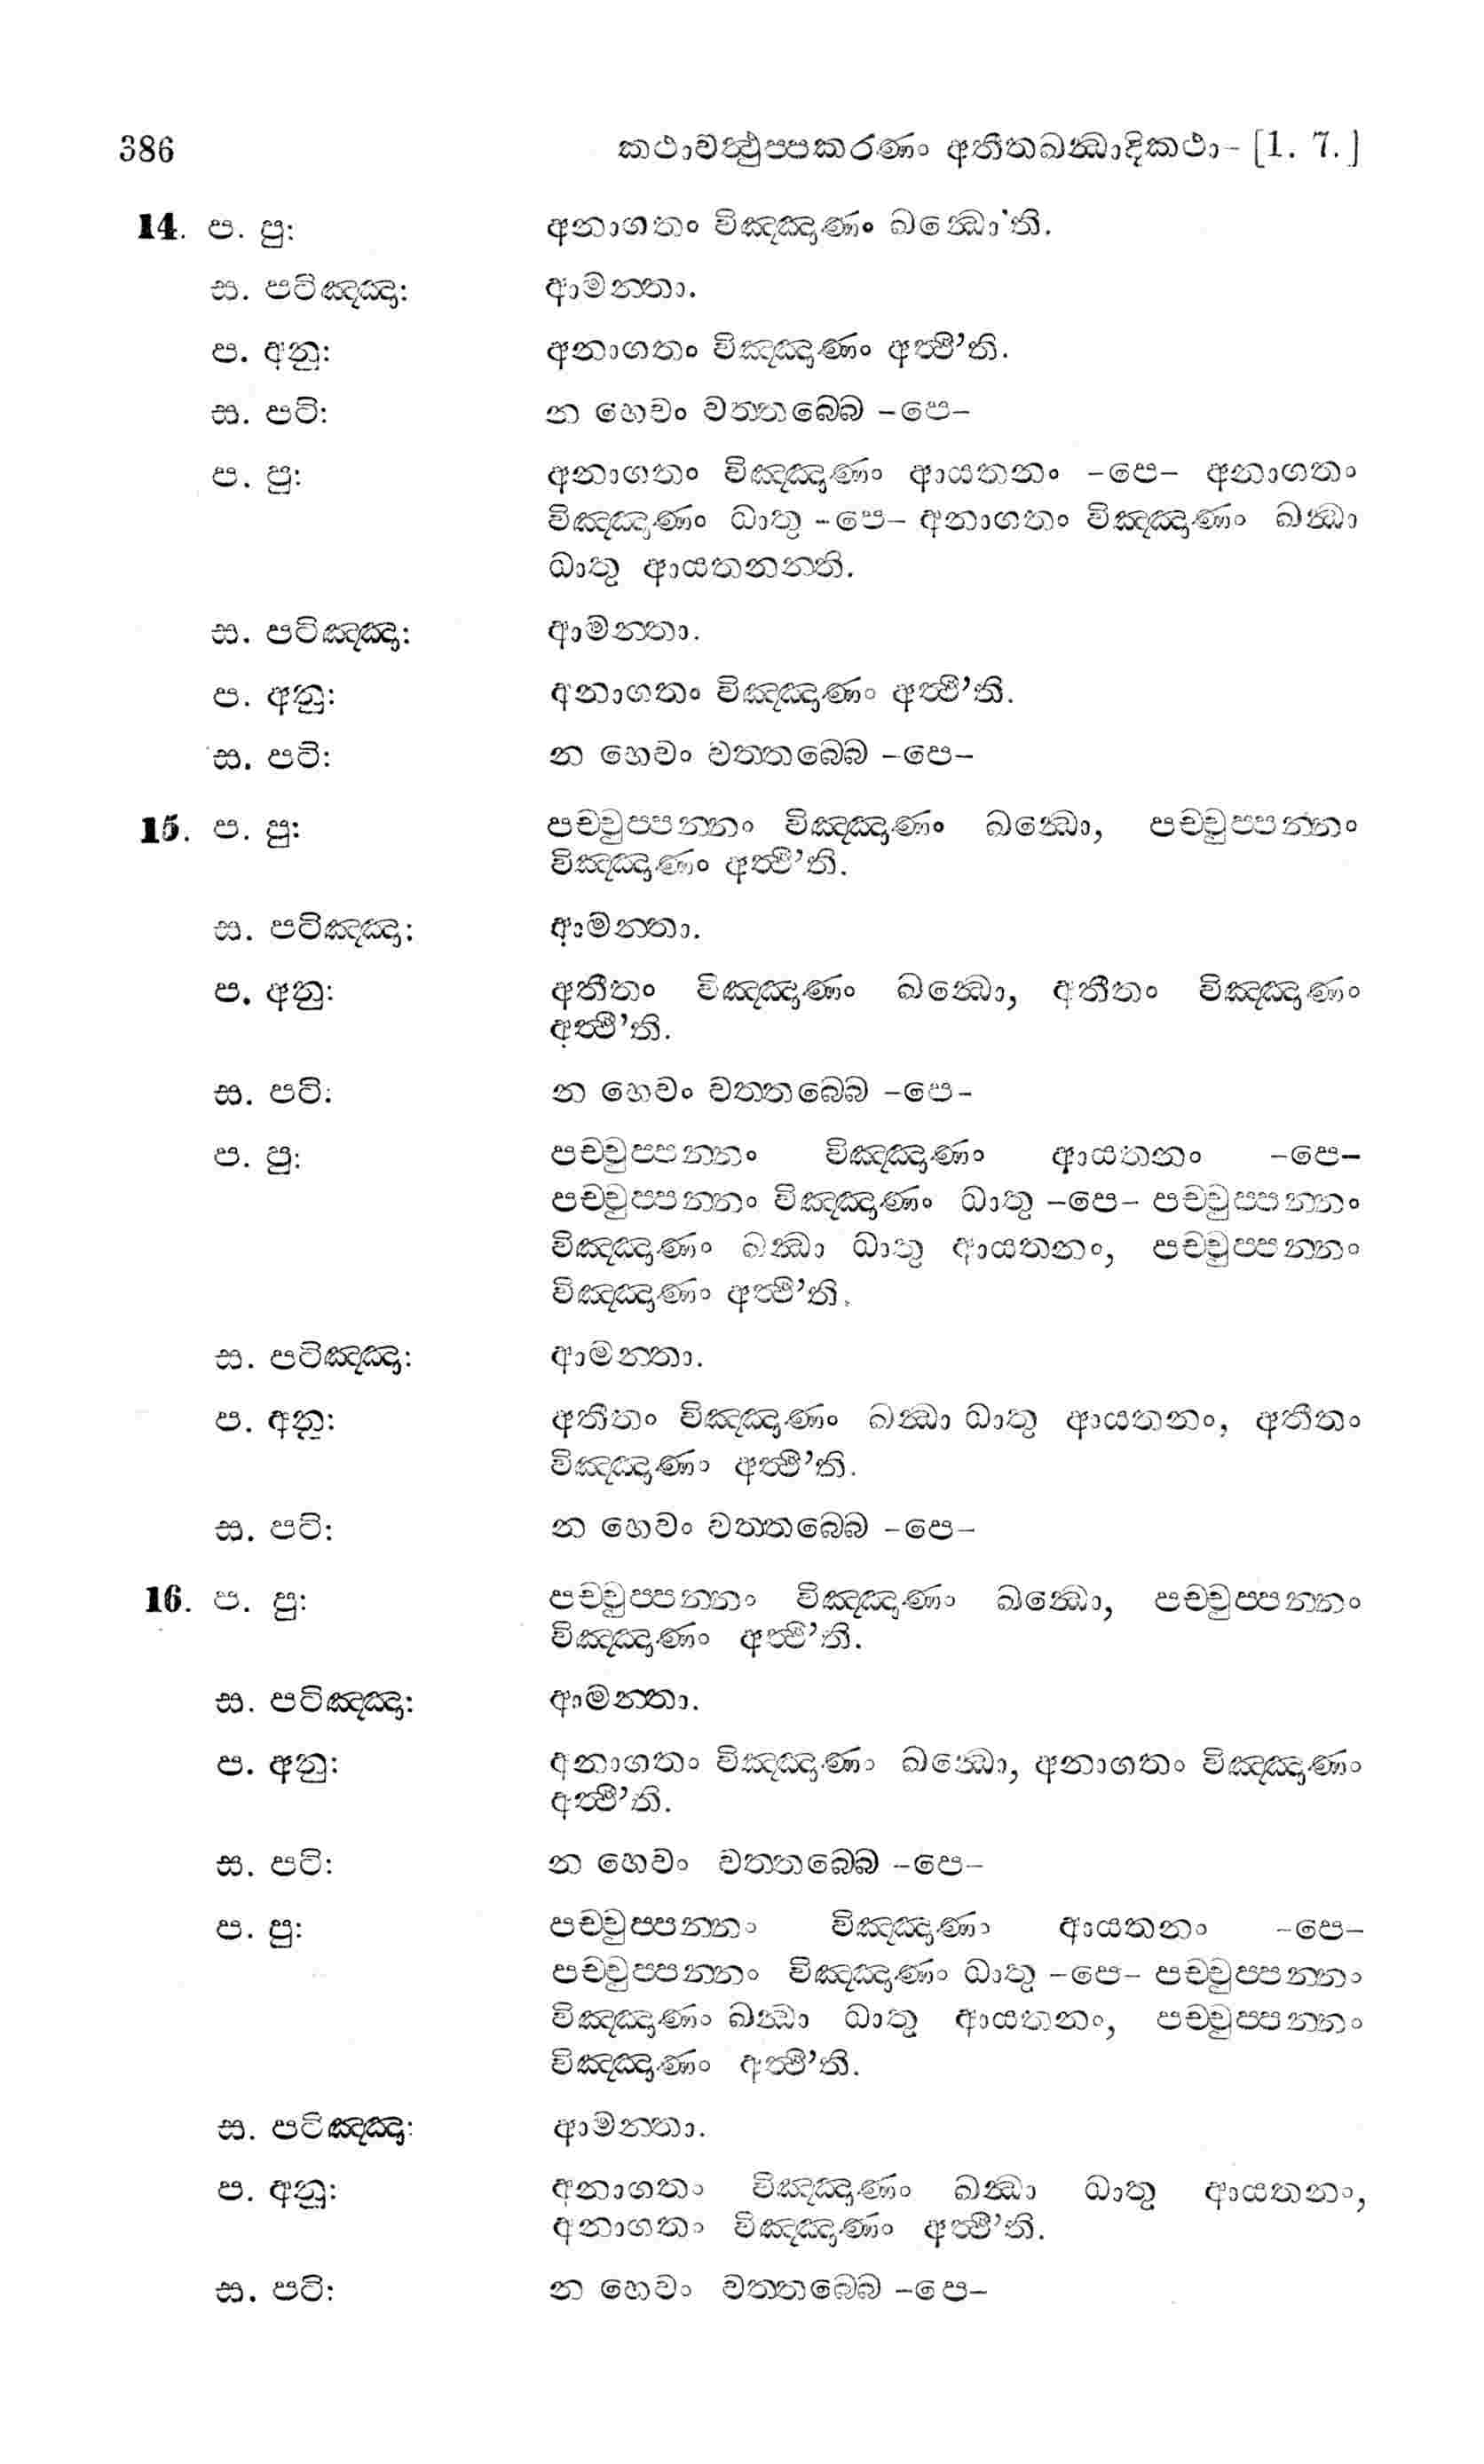 386 කථාවත්ථුප්පකරණං අතීතඛන්ධාදිකථා- [1. 7.]
14. ප. පු: අනාගතං විඤ්ඤාණං ඛන්ධො'ති.
ස. පටිඤ්ඤා: ආමන්තා.
ප. අනු: අනාගතං විඤ්ඤාණං අත්ථී’ති.
ස. පටි: න හෙවං වත්තබ්බෙ -පෙ-
ප. පු: අනාගතං විඤ්ඤාණං ආයතනං -පෙ- අනාගතං
විඤ්ඤාණං ධාතු -පෙ- අනාගතං විඤ්ඤාණං ඛන්ධා
ධාතු ආයතනන්ති.
ස. පටිඤ්ඤා: ආමන්තා.
ප. අනු: අනාගතං විඤ්ඤාණං අත්ථී’ති.
ස. පටි: න හෙවං වත්තබ්බෙ -පෙ-
15. ප. පු: පච්චුප්පන්නං විඤ්ඤාණං ඛන්ධො, පච්චුප්පන්නං
විඤ්ඤාණං අත්ථී’ති.
ස. පටිඤ්ඤා: ආමන්තා.
ප. අනු: අතීතං විඤ්ඤාණං ඛන්ධො, අතීතං විඤ්ඤාණං
අත්ථී’ති.
ස. පටි: න හෙවං වත්තබ්බෙ -පෙ-
ප. පු: පච්චුප්පන්නං විඤ්ඤාණං ආයතනං -පෙ-
පච්චුප්පන්නං විඤ්ඤාණං ධාතු -පෙ- පච්චුප්පන්නං
විඤ්ඤාණං ඛන්ධා ධාතු ආයතනං, පච්චුප්පන්නං
විඤ්ඤාණං අත්ථී’ති.
ස. පටිඤ්ඤා: ආමන්තා.
ප. අනු: අතීතං විඤ්ඤාණං ඛන්ධා ධාතු ආයතනං, අතීතං
විඤ්ඤාණං අත්ථී’ති.
ස. පටි: න හෙවං වත්තබ්බෙ -පෙ-
16. ප. පු: පච්චුප්පන්නං විඤ්ඤාණං ඛන්ධො, පච්චුප්පන්නං
විඤ්ඤාණං අත්ථී’ති.
ස. පටිඤ්ඤා: ආමන්තා.
ප. අනු: අනාගතං විඤ්ඤාණං ඛන්ධො, අනාගතං විඤ්ඤාණං
අත්ථී’ති.
ස. පටි: න හෙවං වත්තබ්බෙ -පෙ-
ප. පු: පච්චුප්පන්නං විඤ්ඤාණං ආයතනං -පෙ-
පච්චුප්පන්නං විඤ්ඤාණං ධාතු -පෙ- පච්චුප්පන්නං
විඤ්ඤාණං ඛන්ධා ධාතු ආයතනං, පච්චුප්පන්නං
විඤ්ඤාණං අත්ථී’ති.
ස. පටිඤ්ඤා: ආමන්තා.
ප. අනු: අනාගතං විඤ්ඤාණං ඛන්ධා ධාතු ආයතනං,
අනාගතං විඤ්ඤාණං අත්ථී’ති.
ස. පටි: න හෙවං වත්තබ්බෙ -පෙ-